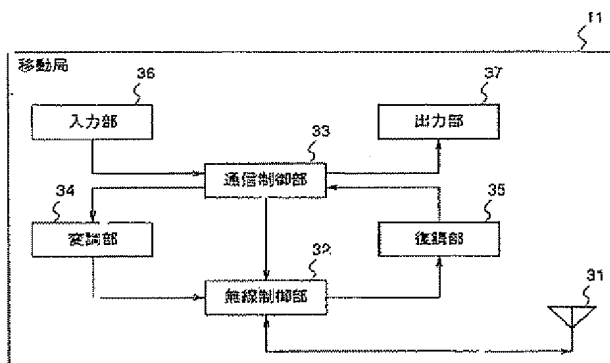 f1
移動局
36
入力部
37
出力部
33
通信制御部
34
変調部
35
復調部
32
無線制御部
31